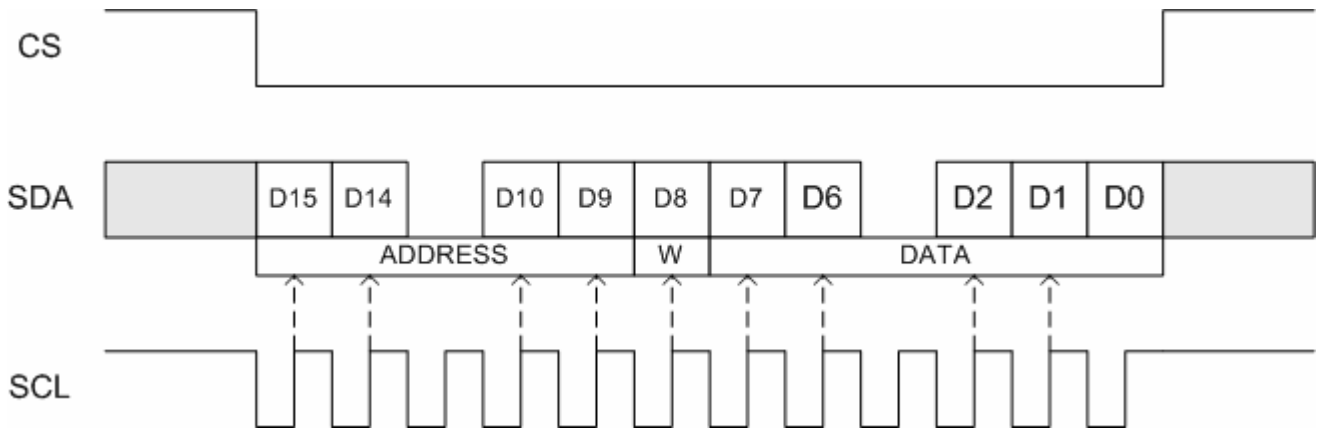 CS
SDA D15 D14 D10 D9 D8 D7 D6 D2 D1 D0
ADDRESS W DATA
SCL